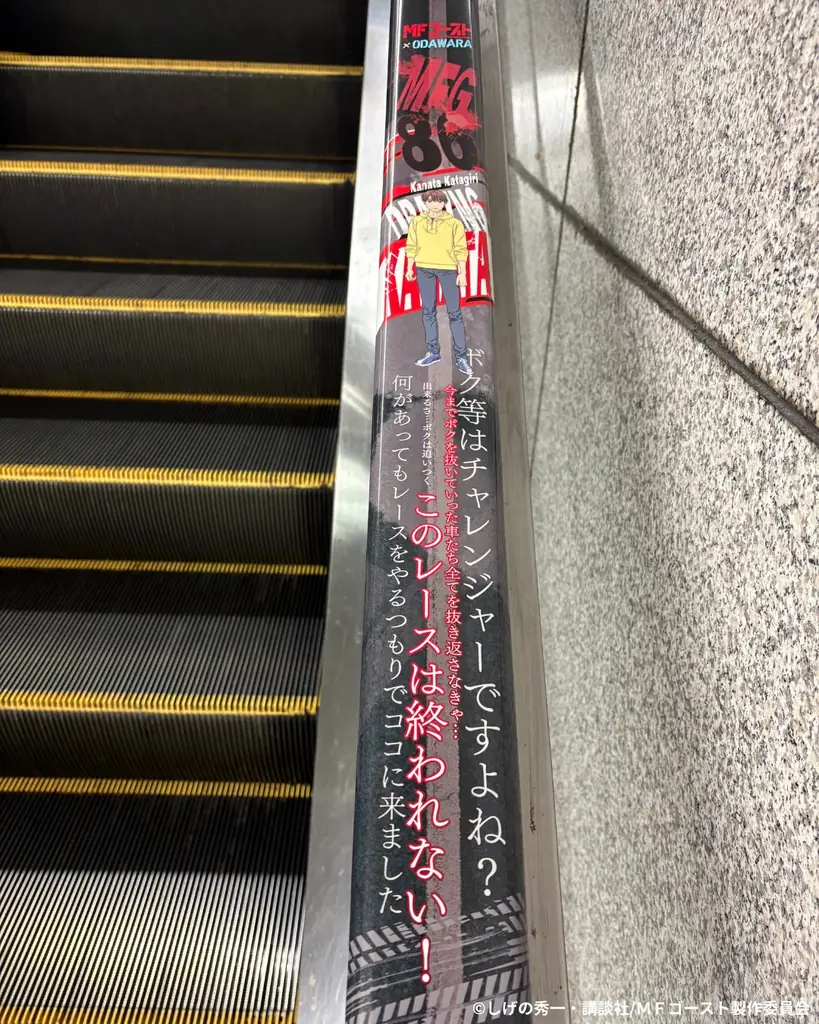 MFゴースト
× ODAWARA
MFG
86
Kanata Katagiri
ボク等はチャレンジャーですよね?
今までボクを抜いていった車たち全てを抜き返さなきゃ…
このレースは終われない!
出来るさ…ボクは追いつく
何があってもレースをやるつもりでココに来ました
©しげの秀一・講談社/MFゴースト製作委員会